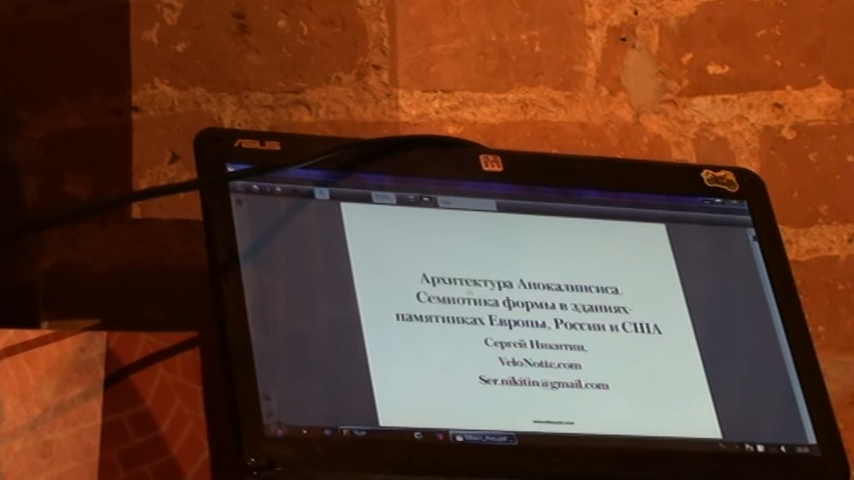 ASUS
Архитектура Апокалипсиса.
Семиотика формы в зданиях-
памятниках Европы, России и США
Сергей Никитин,
VeloNotte.com
Ser.nikitin@gmail.com